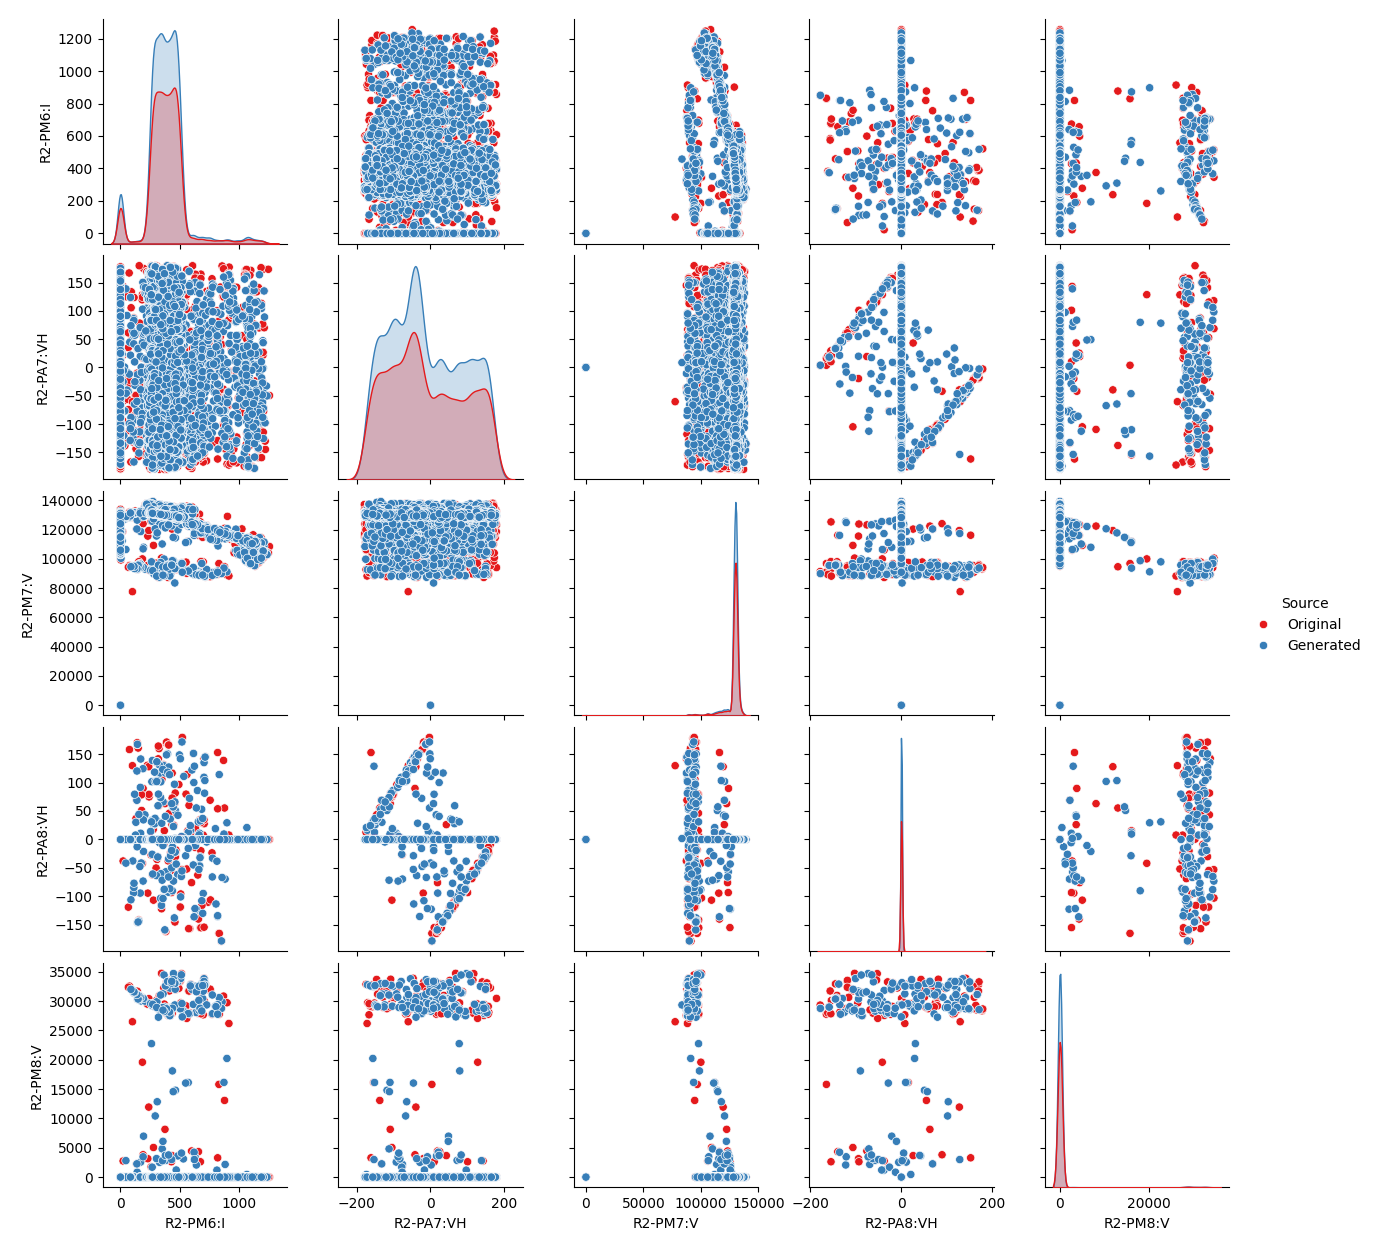 1200
1000
800
600
400
200
0
R2-PM6:I
150
100
50
0
−50
−100
−150
R2-PA7:VH
140000
120000
100000
80000
60000
40000
20000
0
R2-PM7:V
Source
Original
Generated
150
100
50
0
−50
−100
−150
R2-PA8:VH
35000
30000
25000
20000
15000
10000
5000
0
R2-PM8:V
0 500 1000
−200 0 200
0 50000 100000 150000
−200 0 200
0 20000
R2-PM6:I R2-PA7:VH R2-PM7:V R2-PA8:VH R2-PM8:V